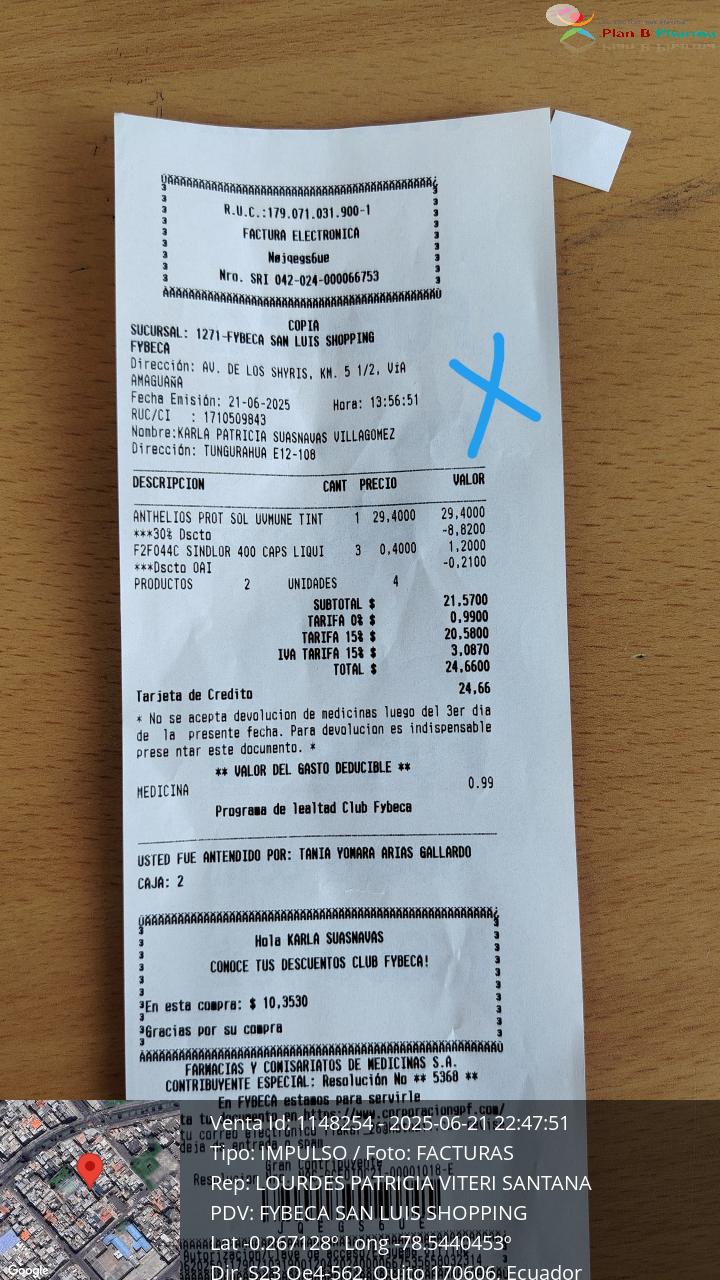 Plan B Pharma
R.U.C.:179.071.031.900-1
FACTURA ELECTRONICA
Nøjqegs6ue
Nro. SRI 042-024-000066753
COPIA
SUCURSAL: 1271-FYBECA SAN LUIS SHOPPING
FYBECA
Dirección: AV. DE LOS SHYRIS, KM. 5 1/2, VíA
AMAGUAÑA
Fecha Emisión: 21-06-2025 Hora: 13:56:51
RUC/CI : 1710509843
Nombre:KARLA PATRICIA SUASNAVAS VILLAGOMEZ
Dirección: TUNGURAHUA E12-108
DESCRIPCION CANT PRECIO VALOR
ANTHELIOS PROT SOL UVMUNE TINT 1 29,4000 29,4000
***30% Dscto -8,8200
F2F044C SINDLOR 400 CAPS LIQUI 3 0,4000 1,2000
***Dscto OAI -0,2100
PRODUCTOS 2 UNIDADES 4
SUBTOTAL $ 21,5700
TARIFA 0% $ 0,9900
TARIFA 15% $ 20,5800
IVA TARIFA 15% $ 3,0870
TOTAL $ 24,6600
Tarjeta de Credito 24,66
* No se acepta devolucion de medicinas luego del 3er dia
de la presente fecha. Para devolucion es indispensable
prese ntar este documento. *
** VALOR DEL GASTO DEDUCIBLE **
MEDICINA 0.99
Programa de lealtad Club Fybeca
USTED FUE ANTENDIDO POR: TANIA YOMARA ARIAS GALLARDO
CAJA: 2
Hola KARLA SUASNAVAS
CONOCE TUS DESCUENTOS CLUB FYBECA!
En esta compra: $ 10,3530
Gracias por su compra
FARMACIAS Y COMISARIATOS DE MEDICINAS S.A.
CONTRIBUYENTE ESPECIAL: Resolución No ** 5368 **
En FYBECA estamos para servirle
Venta Id: 1148254 - 2025-06-21 22:47:51
Tipo: IMPULSO / Foto: FACTURAS
Rep: LOURDES PATRICIA VITERI SANTANA
PDV: FYBECA SAN LUIS SHOPPING
Lat -0.267128º Long -78.5440453º
Dir. S23 Oe4-562, Quito 170606, Ecuador
Google